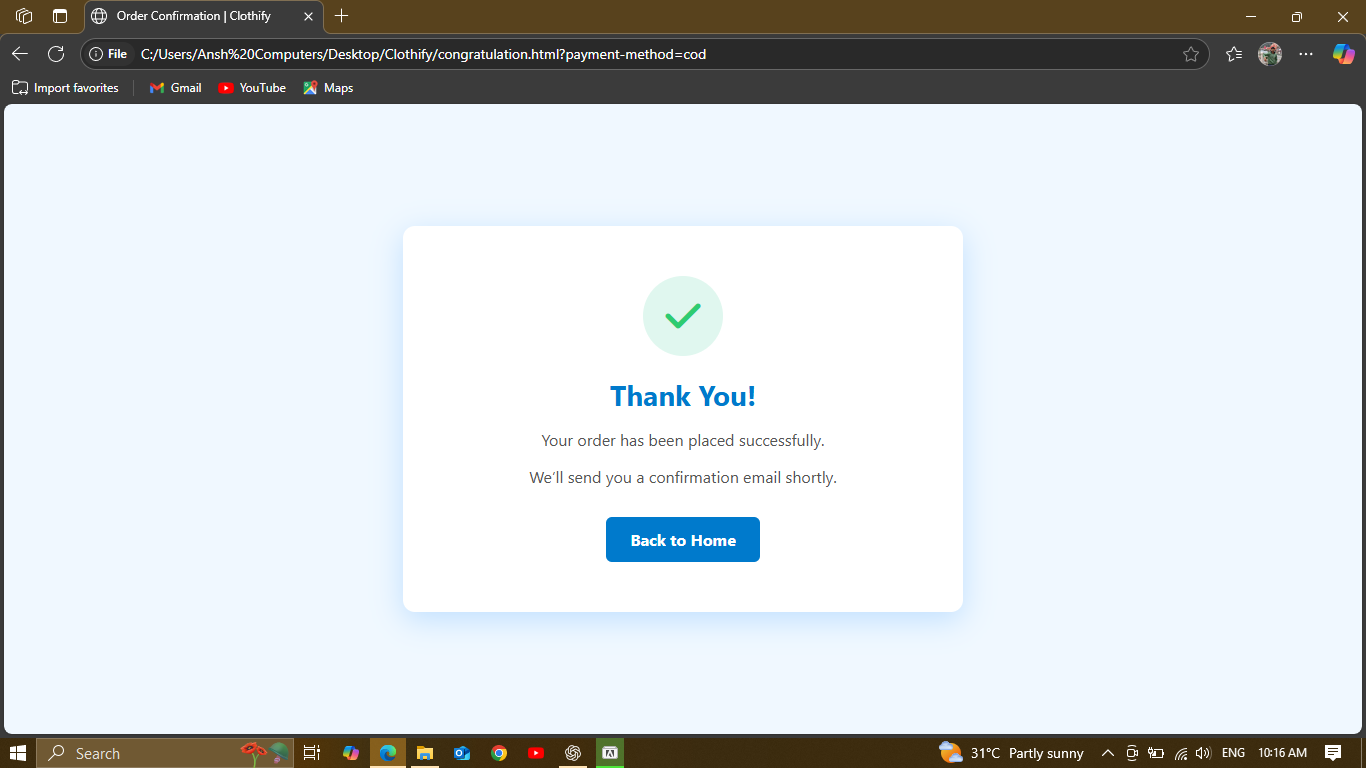 Order Confirmation | Clothify
File
C:/Users/Ansh%20Computers/Desktop/Clothify/congratulation.html?payment-method=cod
Import favorites
Gmail
YouTube
Maps
Thank You!
Your order has been placed successfully.
We'll send you a confirmation email shortly.
Back to Home
Search
31°C Partly sunny
ENG
10:16 AM